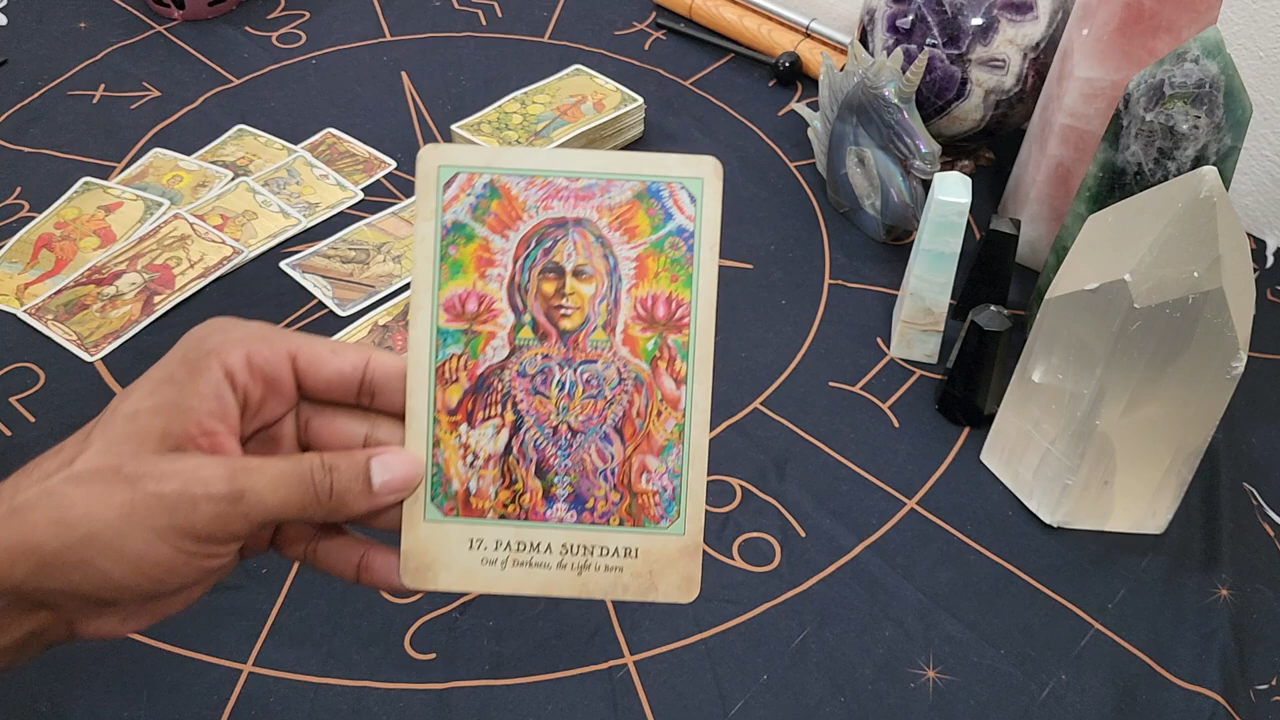 17. PADMA SUNDARI
Out of Darkness, the Light is Born